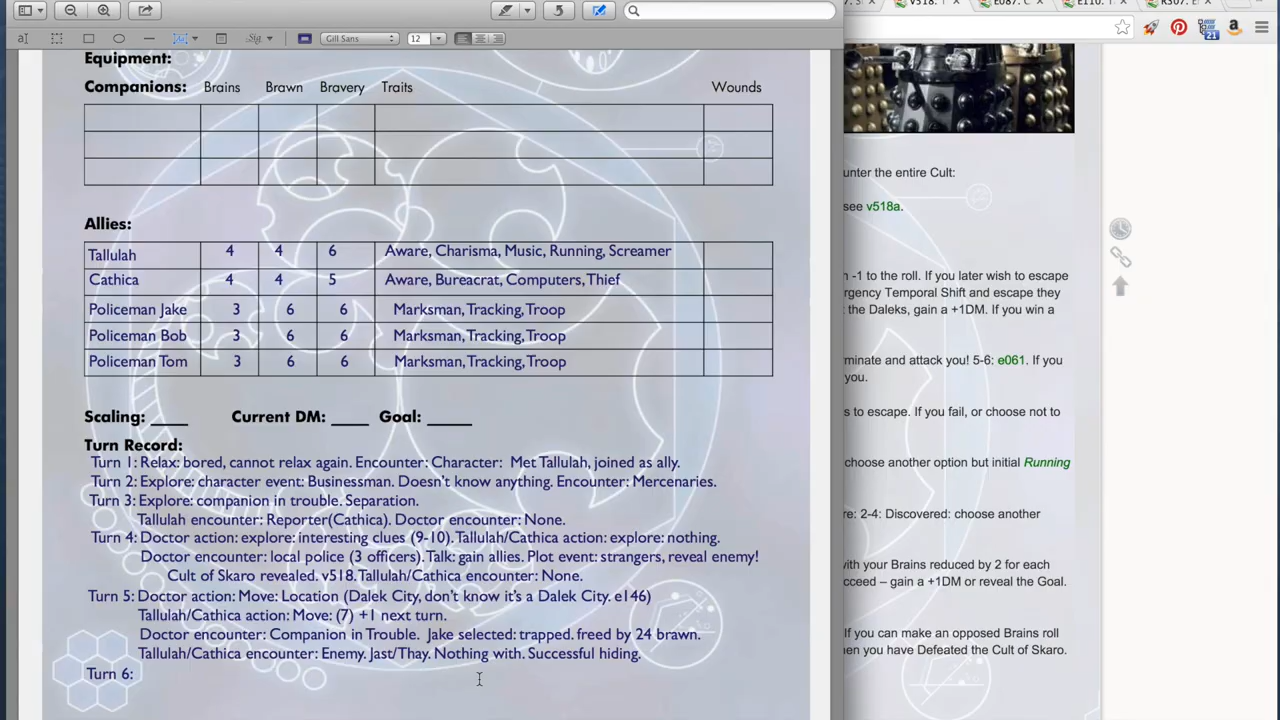 V518. T
E087. C
E110. T
R307. E
Gill Sans
12
21
Equipment:
Companions: Brains Brawn Bravery Traits Wounds
Allies:
Tallulah 4 4 6 Aware, Charisma, Music, Running, Screamer
Cathica 4 4 5 Aware, Bureacrat, Computers, Thief
Policeman Jake 3 6 6 Marksman, Tracking, Troop
Policeman Bob 3 6 6 Marksman, Tracking, Troop
Policeman Tom 3 6 6 Marksman, Tracking, Troop
Scaling: ____ Current DM: ____ Goal: _____
Turn Record:
Turn 1: Relax: bored, cannot relax again. Encounter: Character: Met Tallulah, joined as ally.
Turn 2: Explore: character event: Businessman. Doesn't know anything. Encounter: Mercenaries.
Turn 3: Explore: companion in trouble. Separation.
Tallulah encounter: Reporter(Cathica). Doctor encounter: None.
Turn 4: Doctor action: explore: interesting clues (9-10). Tallulah/Cathica action: explore: nothing.
Doctor encounter: local police (3 officers). Talk: gain allies. Plot event: strangers, reveal enemy!
Cult of Skaro revealed. v518. Tallulah/Cathica encounter: None.
Turn 5: Doctor action: Move: Location (Dalek City, don't know it's a Dalek City. e146)
Tallulah/Cathica action: Move: (7) +1 next turn.
Doctor encounter: Companion in Trouble. Jake selected: trapped. freed by 24 brawn.
Tallulah/Cathica encounter: Enemy. Jast/Thay. Nothing with. Successful hiding.
Turn 6:
unter the entire Cult:
see v518a.
n -1 to the roll. If you later wish to escape
rgency Temporal Shift and escape they
t the Daleks, gain a +1DM. If you win a
rminate and attack you! 5-6: e061. If you
you.
s to escape. If you fail, or choose not to
choose another option but initial Running
re: 2-4: Discovered: choose another
with your Brains reduced by 2 for each
cceed – gain a +1DM or reveal the Goal.
If you can make an opposed Brains roll
hen you have Defeated the Cult of Skaro.